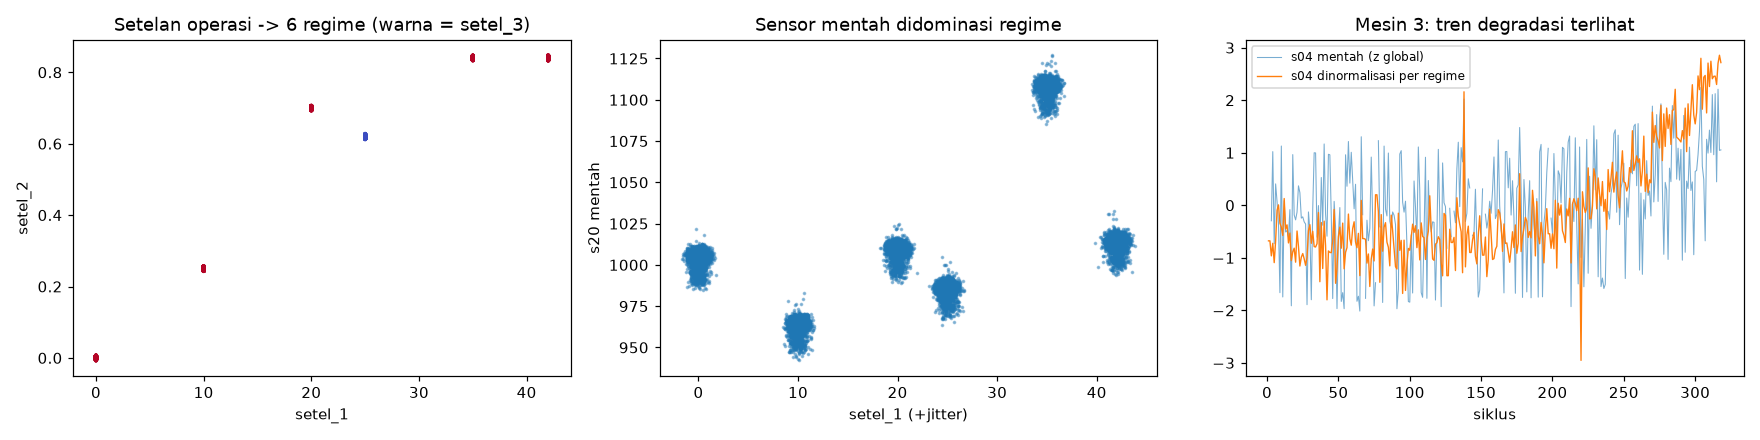 Setelan operasi -> 6 regime (warna = setel_3)
setel_2
0.8
0.6
0.4
0.2
0.0
0 10 20 30 40
setel_1
Sensor mentah didominasi regime
s20 mentah
1125
1100
1075
1050
1025
1000
975
950
0 10 20 30 40
setel_1 (+jitter)
Mesin 3: tren degradasi terlihat
s04 mentah (z global)
s04 dinormalisasi per regime
3
2
1
0
−1
−2
−3
0 50 100 150 200 250 300
siklus